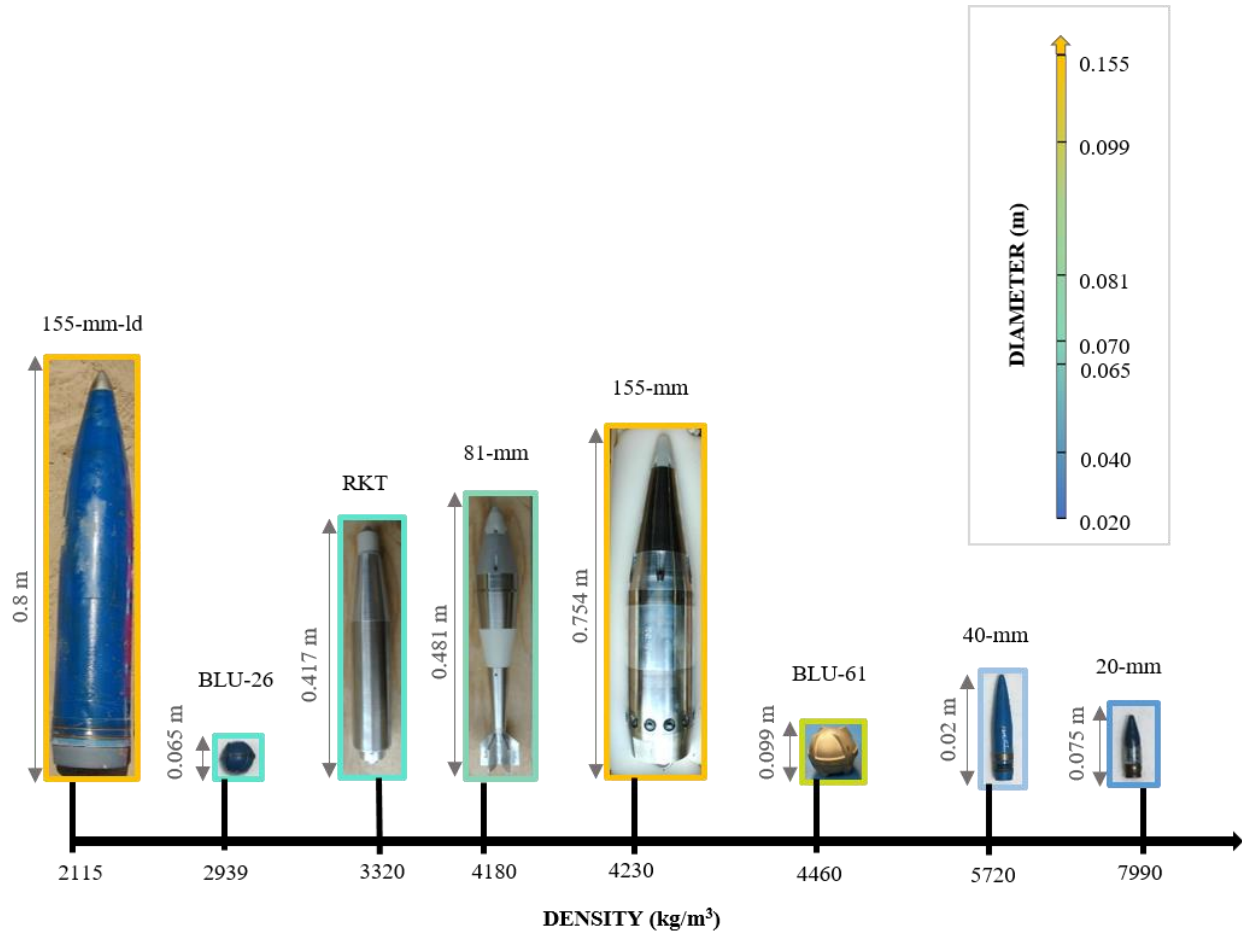 0.155
0.099
0.081
0.070
0.065
0.040
0.020
DIAMETER (m)
155-mm-ld
0.8 m
BLU-26
0.065 m
RKT
0.417 m
81-mm
0.481 m
155-mm
0.754 m
BLU-61
0.099 m
40-mm
0.02 m
20-mm
0.075 m
2115
2939
3320
4180
4230
4460
5720
7990
DENSITY (kg/m³)